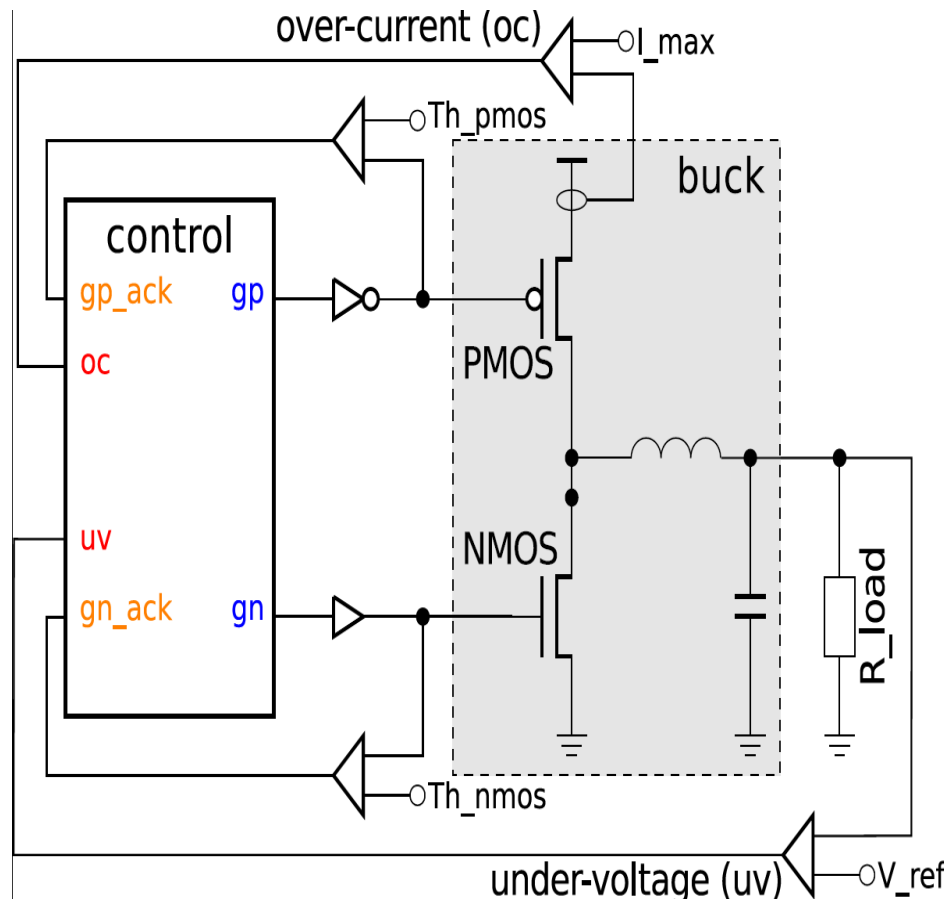 over-current (oc)
I_max
Th_pmos
buck
control
gp_ack
gp
oc
PMOS
uv
NMOS
gn_ack
gn
R_load
Th_nmos
under-voltage (uv)
V_ref